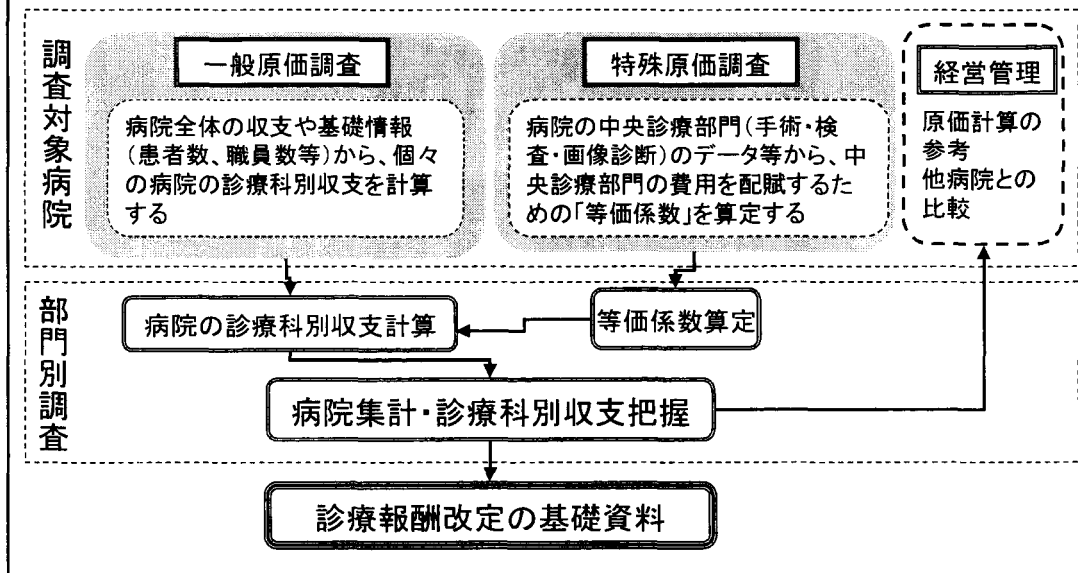 調査対象病院
一般原価調査
病院全体の収支や基礎情報
(患者数、職員数等)から、個々
の病院の診療科別収支を計算
する
特殊原価調査
病院の中央診療部門(手術・検
査・画像診断)のデータ等から、中
央診療部門の費用を配賦するた
めの「等価係数」を算定する
経営管理
原価計算の
参考
他病院との
比較
部門別調査
病院の診療科別収支計算
等価係数算定
病院集計・診療科別収支把握
診療報酬改定の基礎資料